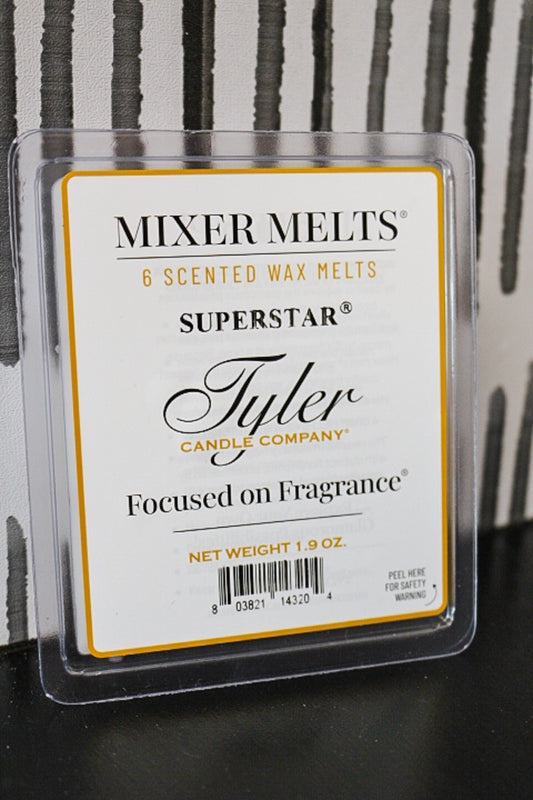 MIXER MELTS®
6 SCENTED WAX MELTS
SUPERSTAR®
Tyler
CANDLE COMPANY®
Focused on Fragrance®
NET WEIGHT 1.9 OZ.
PEEL HERE
FOR SAFETY
WARNING
8 03821 14320 4